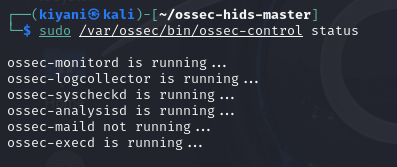 ┌──(kiyani㉿kali)-[~/ossec-hids-master]
└─$ sudo /var/ossec/bin/ossec-control status
ossec-monitord is running...
ossec-logcollector is running...
ossec-syscheckd is running...
ossec-analysisd is running...
ossec-maild not running...
ossec-execd is running...